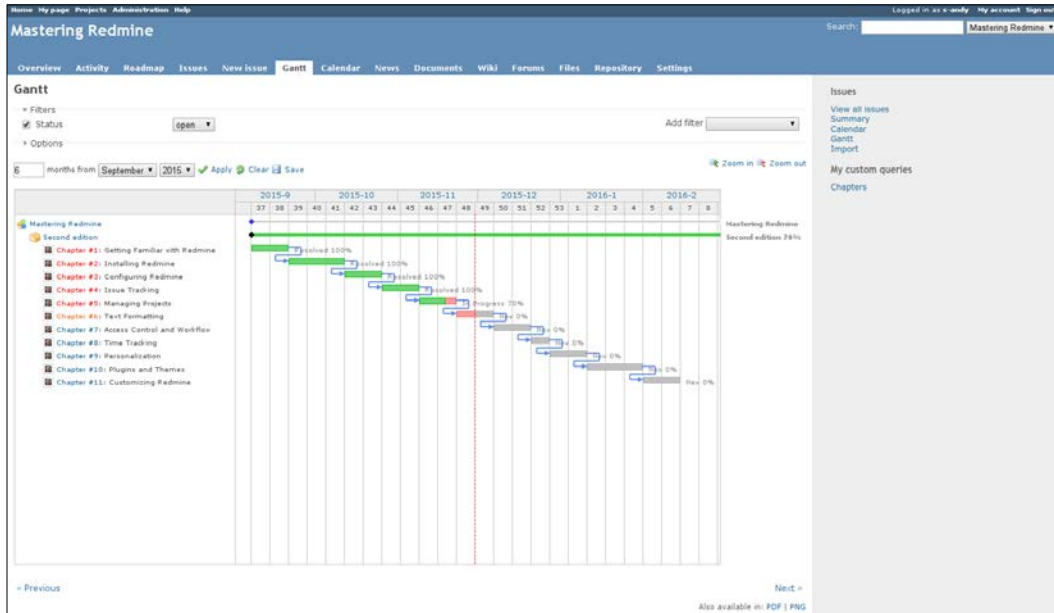 Home My page Projects Administration Help Logged in as s-andy My account Sign out
Mastering Redmine Search: Mastering Redmine
Overview Activity Roadmap Issues New issue Gantt Calendar News Documents Wiki Forums Files Repository Settings
Gantt
Filters
Status open Add filter
Options
6 months from September 2015 Apply Clear Save Zoom in Zoom out
2015-9 2015-10 2015-11 2015-12 2016-1 2016-2
37 38 39 40 41 42 43 44 45 46 47 48 49 50 51 52 53 1 2 3 4 5 6 7 8
Mastering Redmine Mastering Redmine
Second edition Second edition
Chapter #1: Getting Familiar with Redmine Resolved 100%
Chapter #2: Installing Redmine Resolved 100%
Chapter #3: Configuring Redmine Resolved 100%
Chapter #4: Issue Tracking Resolved 100%
Chapter #5: Managing Projects In Progress 70%
Chapter #6: Text Formatting New 0%
Chapter #7: Access Control and Workflow New 0%
Chapter #8: Time Tracking New 0%
Chapter #9: Personalization New 0%
Chapter #10: Plugins and Themes New 0%
Chapter #11: Customizing Redmine New 0%
« Previous Next »
Also available in: PDF | PNG
Issues
View all issues
Summary
Calendar
Gantt
Import
My custom queries
Chapters